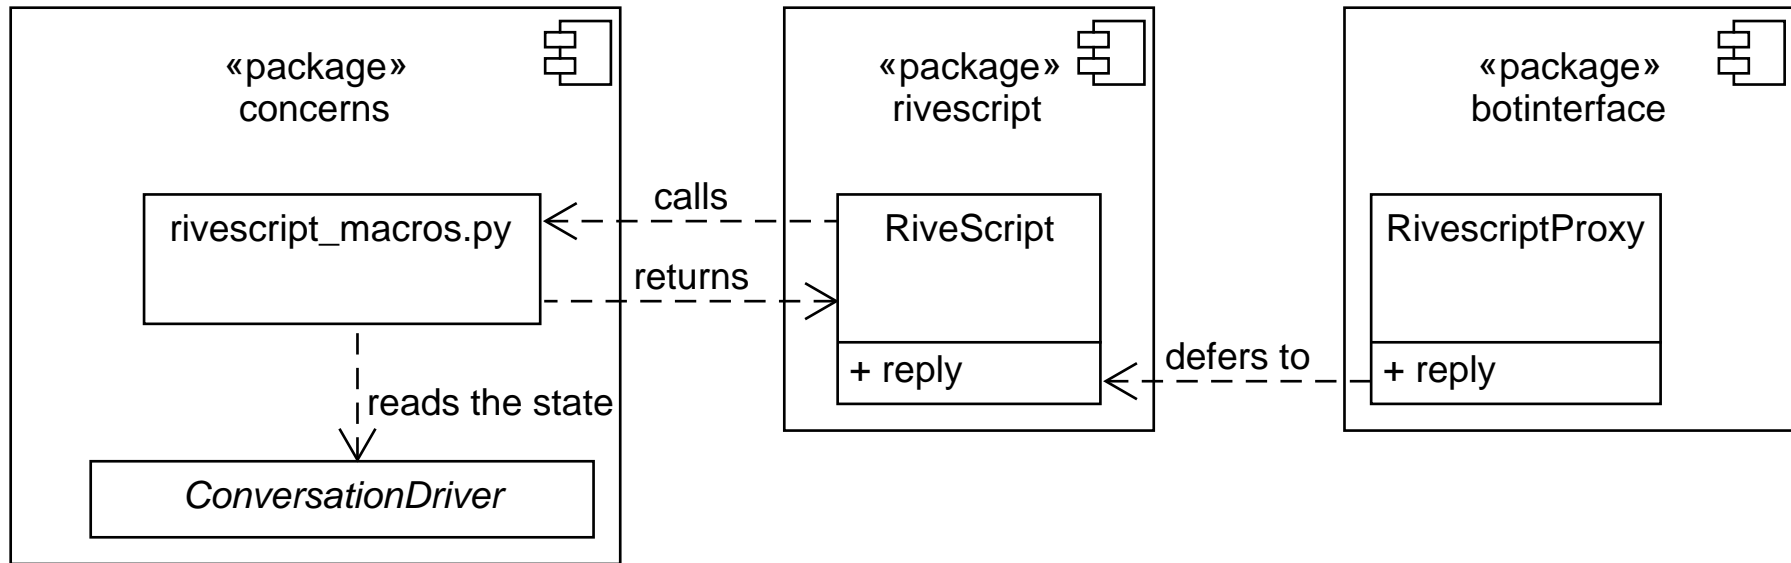 «package»
concerns
«package»
rivescript
«package»
botinterface
rivescript_macros.py
calls
RiveScript
RivescriptProxy
returns
+ reply
defers to
+ reply
reads the state
ConversationDriver